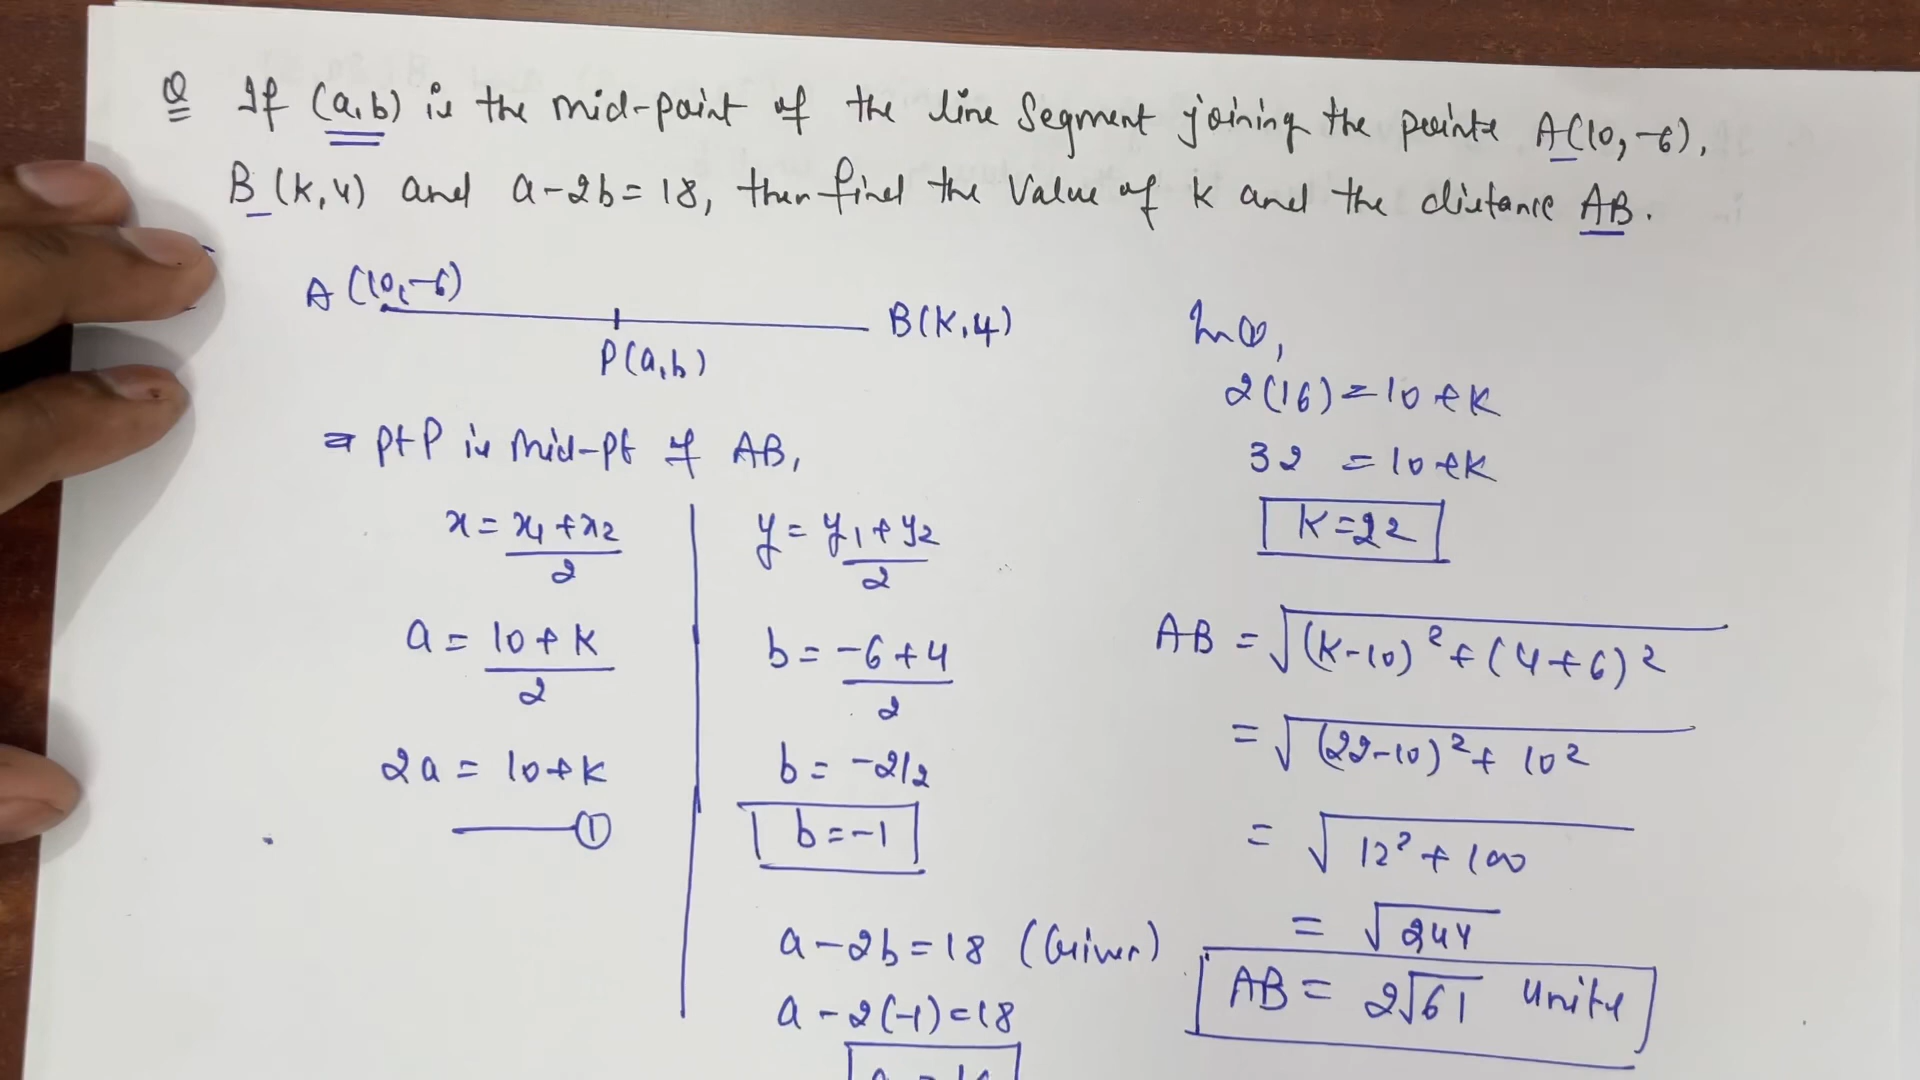 Q If (a,b) is the mid-point of the line Segment joining the points A(10,-6),
B(K,4) and a-2b=18, then find the Value of K and the distance AB.
A(10,-6)
B(K,4)
P(a,b)
⇒ pt P is mid-pt of AB,
x = x₁+x₂/2
a = 10+K/2
2a = 10+K
①
y = y₁+y₂/2
b = -6+4/2
b = -2/2
b=-1
a-2b=18 (Given)
a-2(-1)=18
In ①,
2(16)=10+K
32 = 10+K
K=22
AB = √(K-10)²+(4+6)²
= √(22-10)²+10²
= √12²+100
= √244
AB = 2√61 Units